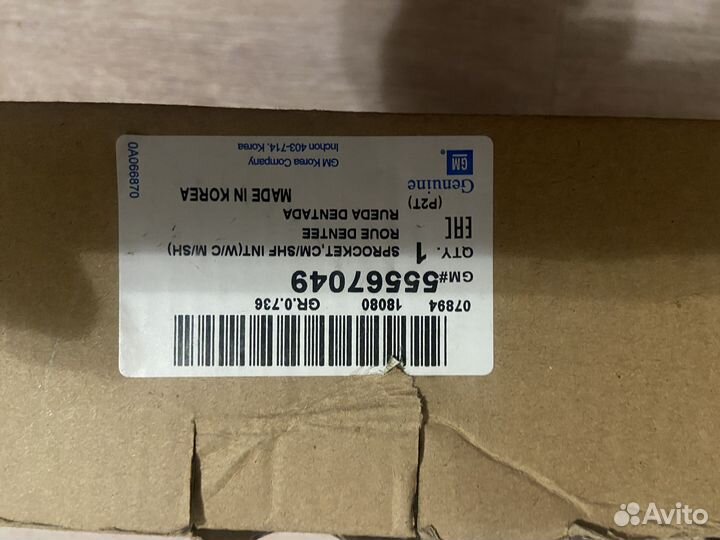 GM
®
Genuine
GM Korea Company
Inchon 403-714, Korea
0A066870
(P2T)
MADE IN KOREA
RUEDA DENTADA
ROUE DENTEE
EAC
QTY. 1 SPROCKET,CM/SHF INT(W/C M/SH)
GM# 55567049
07894 18080 GR.0.736
Avito